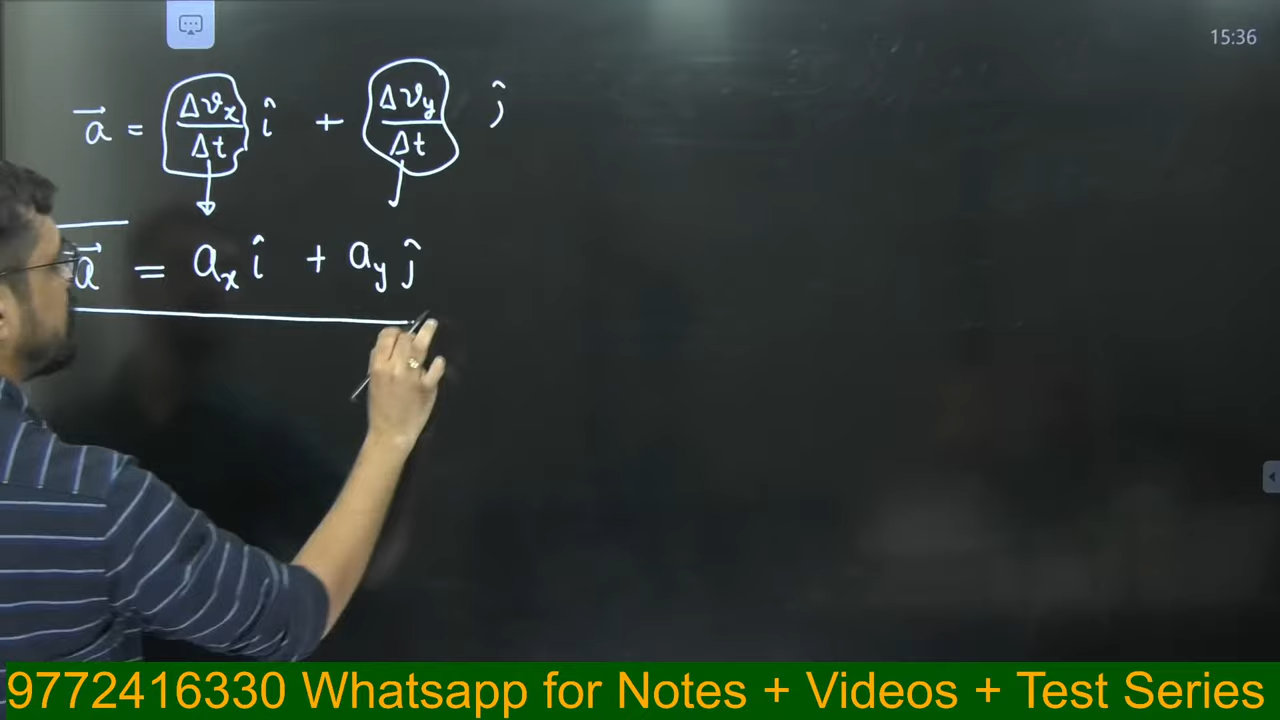 15:36
a⃗ = Δv_x/Δt î + Δv_y/Δt ĵ
a⃗ = a_x î + a_y ĵ
9772416330 Whatsapp for Notes + Videos + Test Series